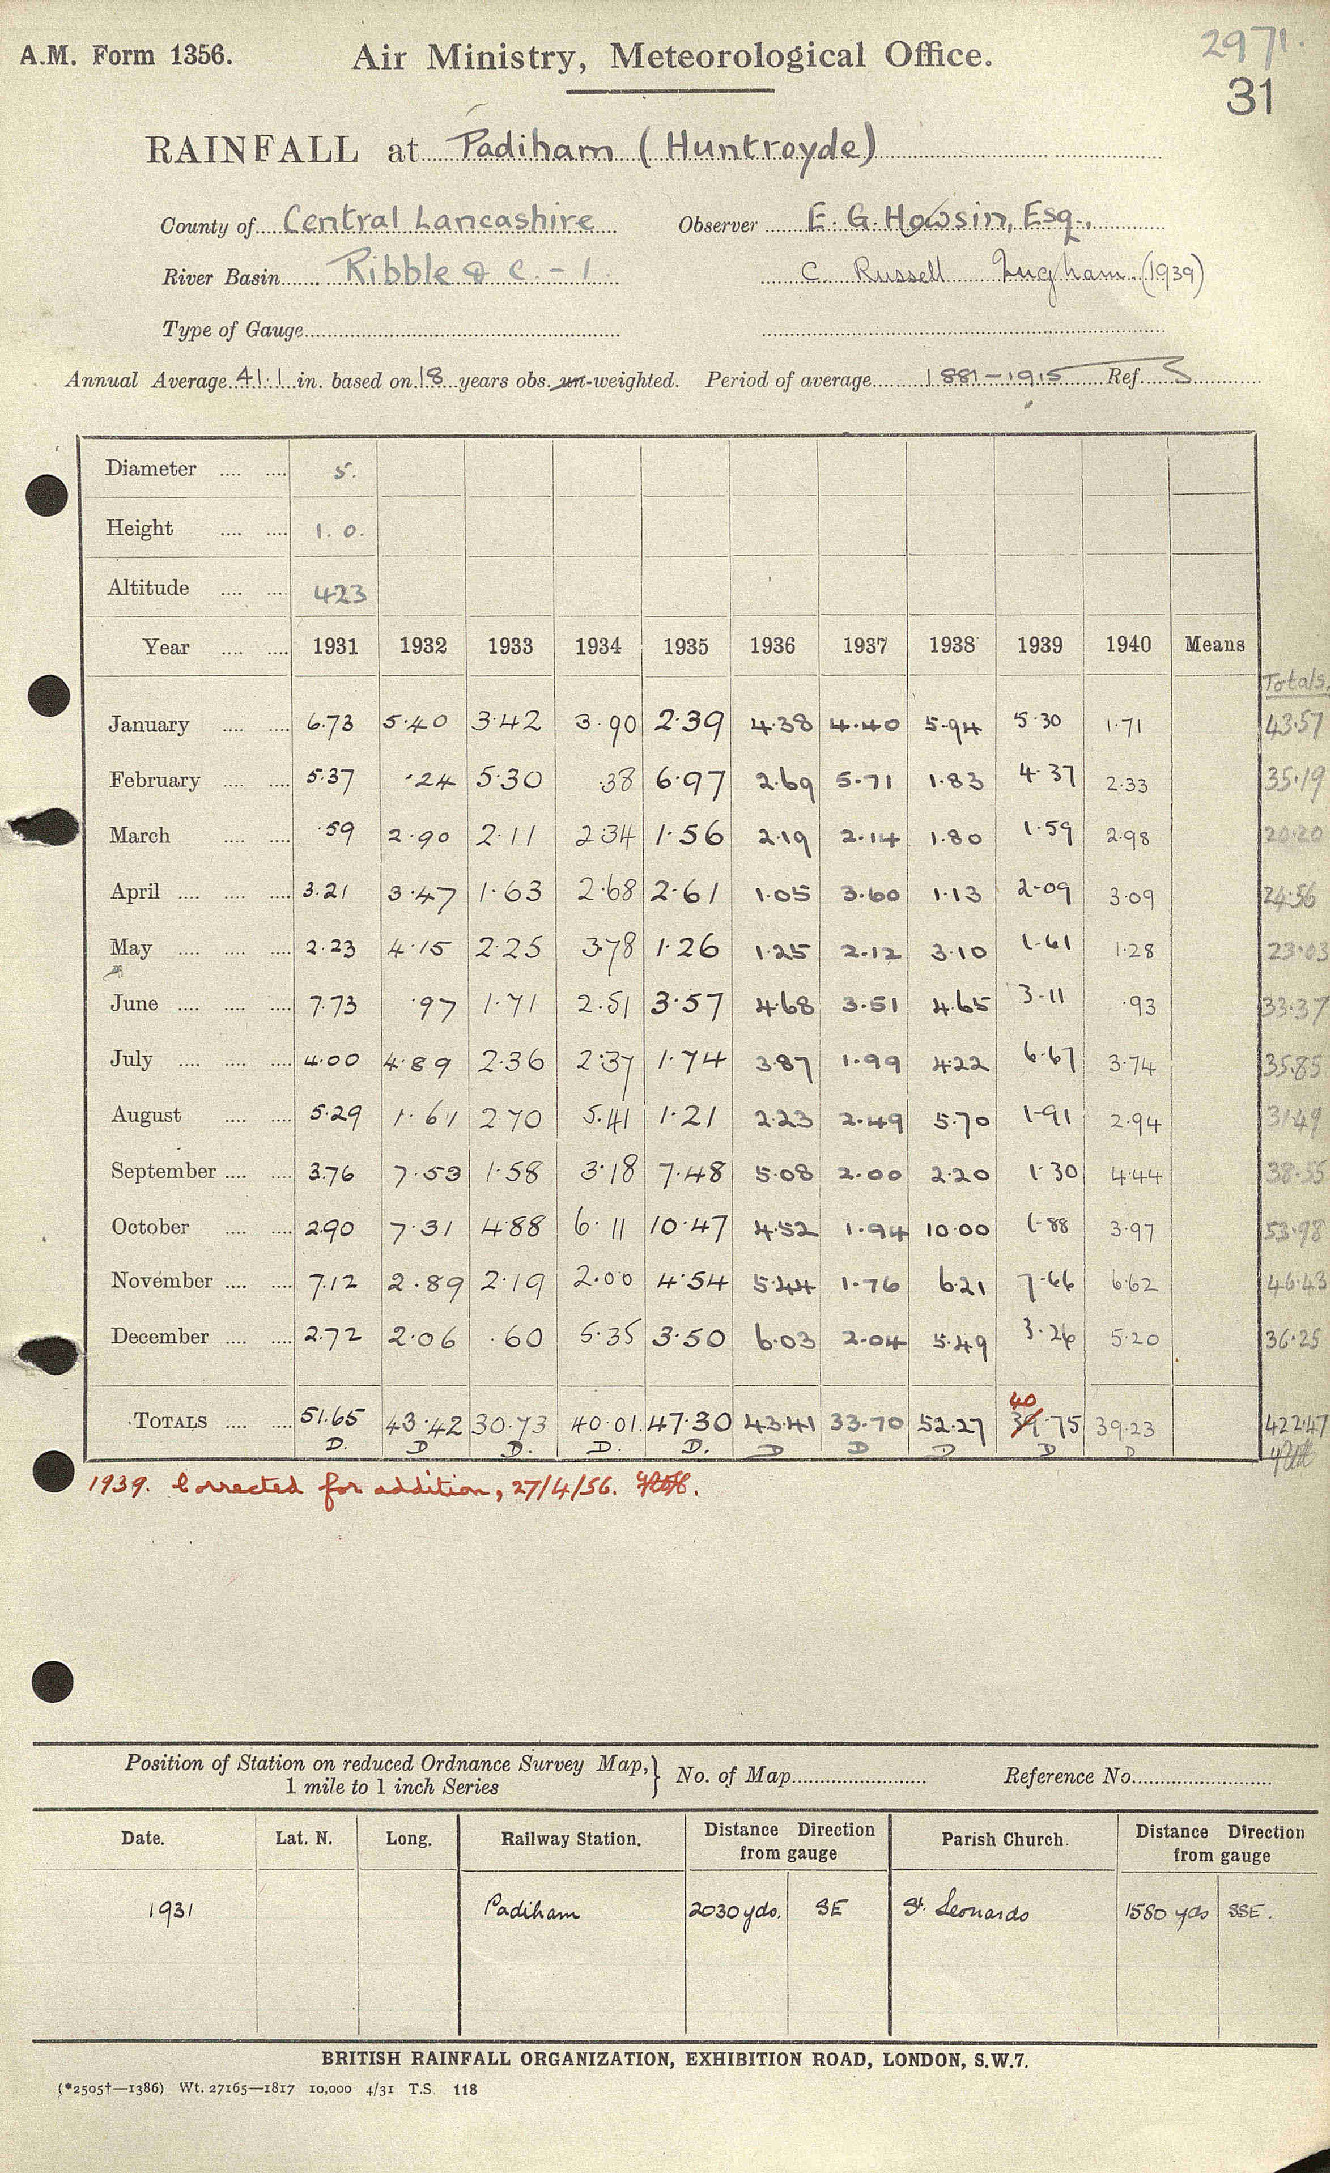 A.M. Form 1356.
Air Ministry, Meteorological Office.
2971.
31
RAINFALL at Padiham (Huntroyde)
County of Central Lancashire Observer E. G. Howsin, Esq.,
River Basin Ribble & C. - 1 C. Russell Ingham. (1939)
Type of Gauge
Annual Average 41.1 in. based on 18 years obs. un-weighted. Period of average 1881-1915 Ref. B
Diameter 5.
Height 1.0.
Altitude 423
Year 1931 1932 1933 1934 1935 1936 1937 1938 1939 1940 Means
Totals.
January 6.73 5.40 3.42 3.90 2.39 4.38 4.40 5.94 5.30 1.71 43.57
February 5.37 .24 5.30 .38 6.97 2.69 5.71 1.83 4.37 2.33 35.19
March .59 2.90 2.11 2.34 1.56 2.19 2.14 1.80 1.59 2.98 20.20
April 3.21 3.47 1.63 2.68 2.61 1.05 3.60 1.13 2.09 3.09 24.56
May 2.23 4.15 2.25 3.78 1.26 1.25 2.12 3.10 1.61 1.28 23.03
June 7.73 .97 1.71 2.51 3.57 4.68 3.51 4.65 3.11 .93 33.37
July 4.00 4.89 2.36 2.37 1.74 3.87 1.99 4.22 6.67 3.74 35.85
August 5.29 1.61 2.70 5.41 1.21 2.23 2.49 5.70 1.91 2.94 31.49
September 3.76 7.53 1.58 3.18 7.48 5.08 2.00 2.20 1.30 4.44 38.55
October 2.90 7.31 4.88 6.11 10.47 4.52 1.94 10.00 1.88 3.97 53.98
November 7.12 2.89 2.19 2.00 4.54 5.44 1.76 6.21 7.66 6.62 46.43
December 2.72 2.06 .60 5.35 3.50 6.03 2.04 5.49 3.26 5.20 36.25
40
TOTALS 51.65 43.42 30.73 40.01 47.30 43.41 33.70 52.27 39.75 39.23 422.47
D. D D. D. D. D D D D D
1939. Corrected for addition, 27/4/56.
Position of Station on reduced Ordnance Survey Map,} No. of Map Reference No.
1 mile to 1 inch Series
Date. Lat. N. Long. Railway Station. Distance Direction from gauge Parish Church. Distance Direction from gauge
1931 Padiham 2030 yds. SE St. Leonards 1580 yds SSE.
BRITISH RAINFALL ORGANIZATION, EXHIBITION ROAD, LONDON, S.W.7.
(*2505†—1386) Wt. 27165—1817 10,000 4/31 T.S. 118